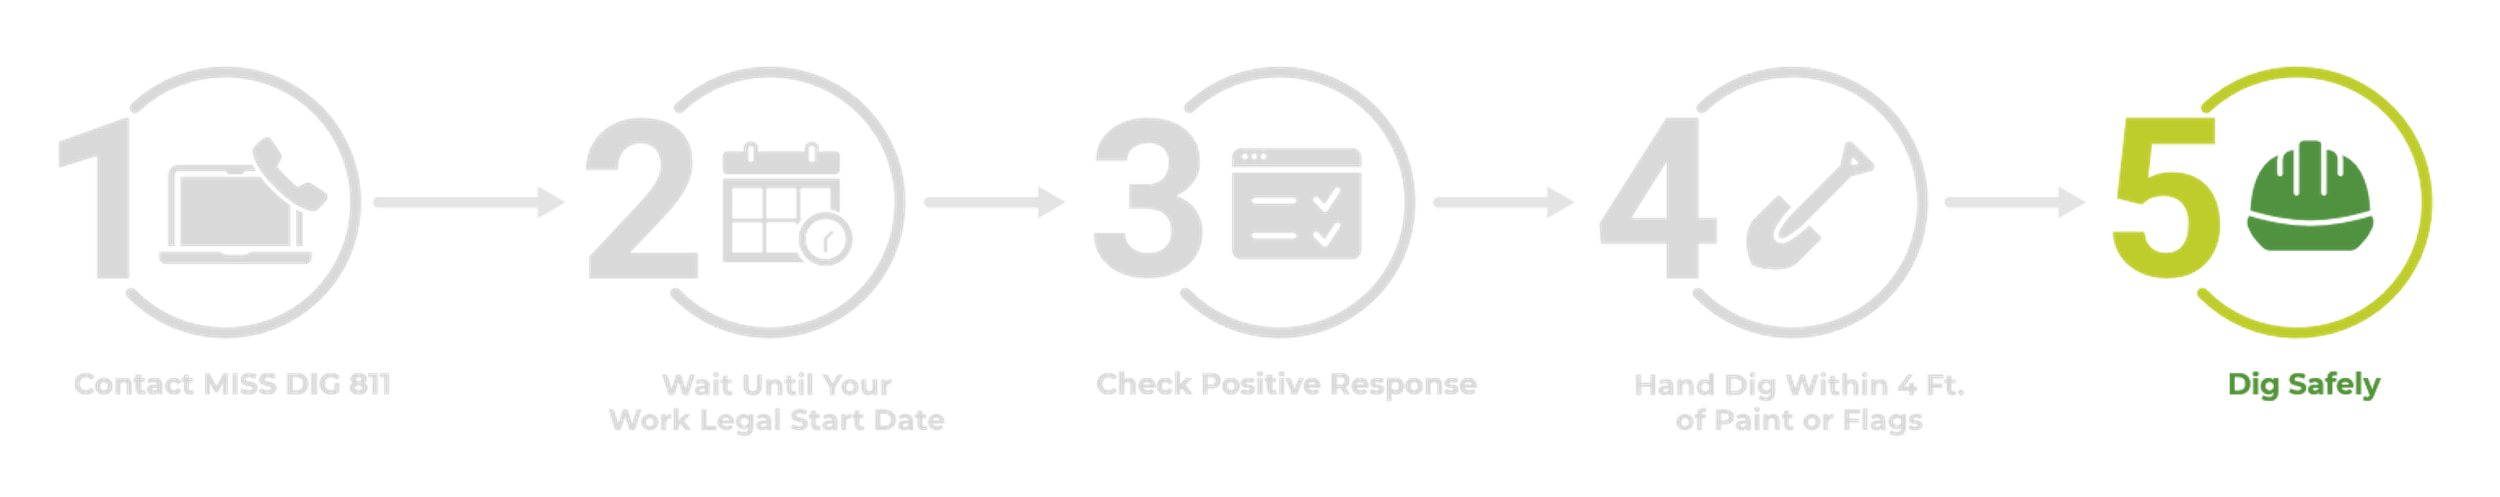 1
Contact MISS DIG 811
2
Wait Until Your
Work Legal Start Date
3
Check Positive Response
4
Hand Dig Within 4 Ft.
of Paint or Flags
5
Dig Safely